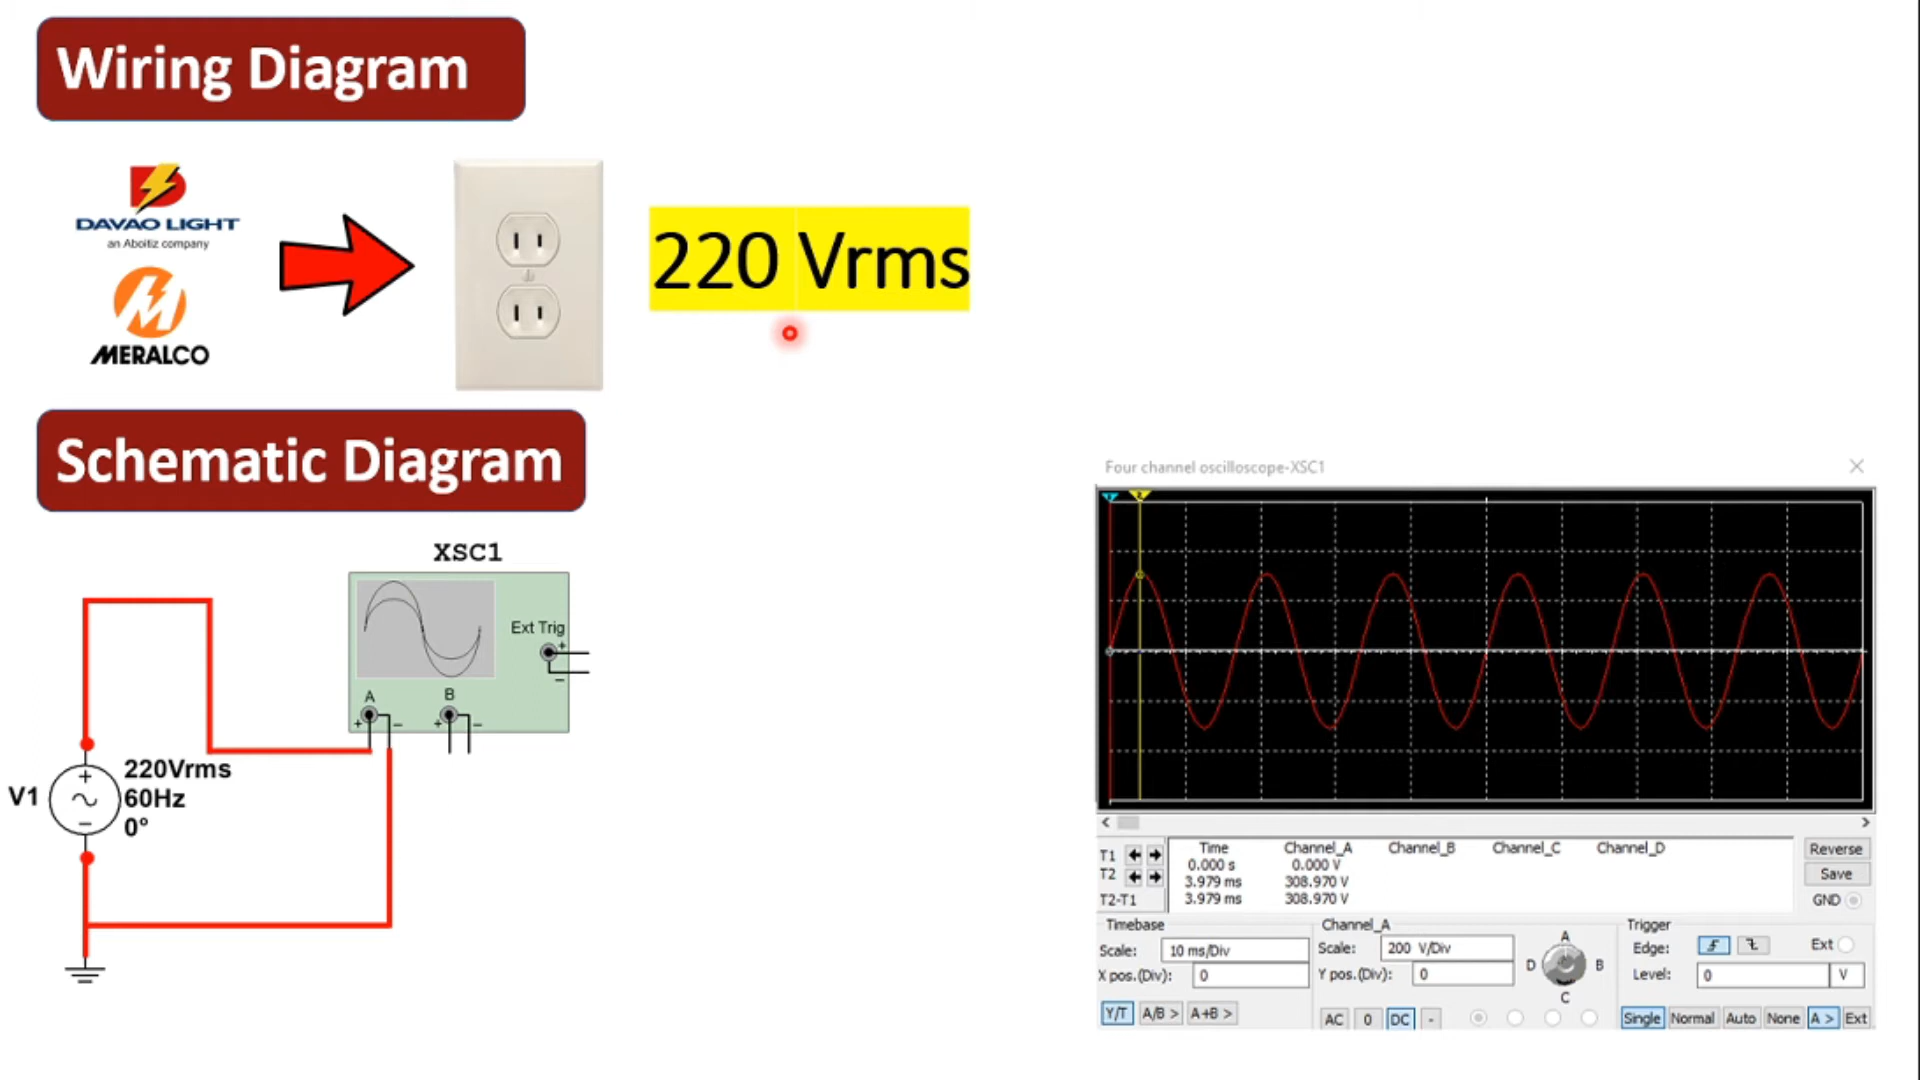 Wiring Diagram
DAVAO LIGHT
an Aboitiz company
MERALCO
220 Vrms
Schematic Diagram
XSC1
Ext Trig
+
−
A
B
+ −
+ −
V1
+
−
220Vrms
60Hz
0°
Four channel oscilloscope-XSC1
1 2
Time Channel_A Channel_B Channel_C Channel_D
T1 0.000 s 0.000 V
T2 3.979 ms 308.970 V
T2-T1 3.979 ms 308.970 V
Reverse
Save
GND
Timebase
Scale: 10 ms/Div
X pos.(Div): 0
Y/T A/B > A+B >
Channel_A
Scale: 200 V/Div
Y pos.(Div): 0
AC 0 DC -
A
D B
C
Trigger
Edge: Ext
Level: 0 V
Single Normal Auto None A > Ext